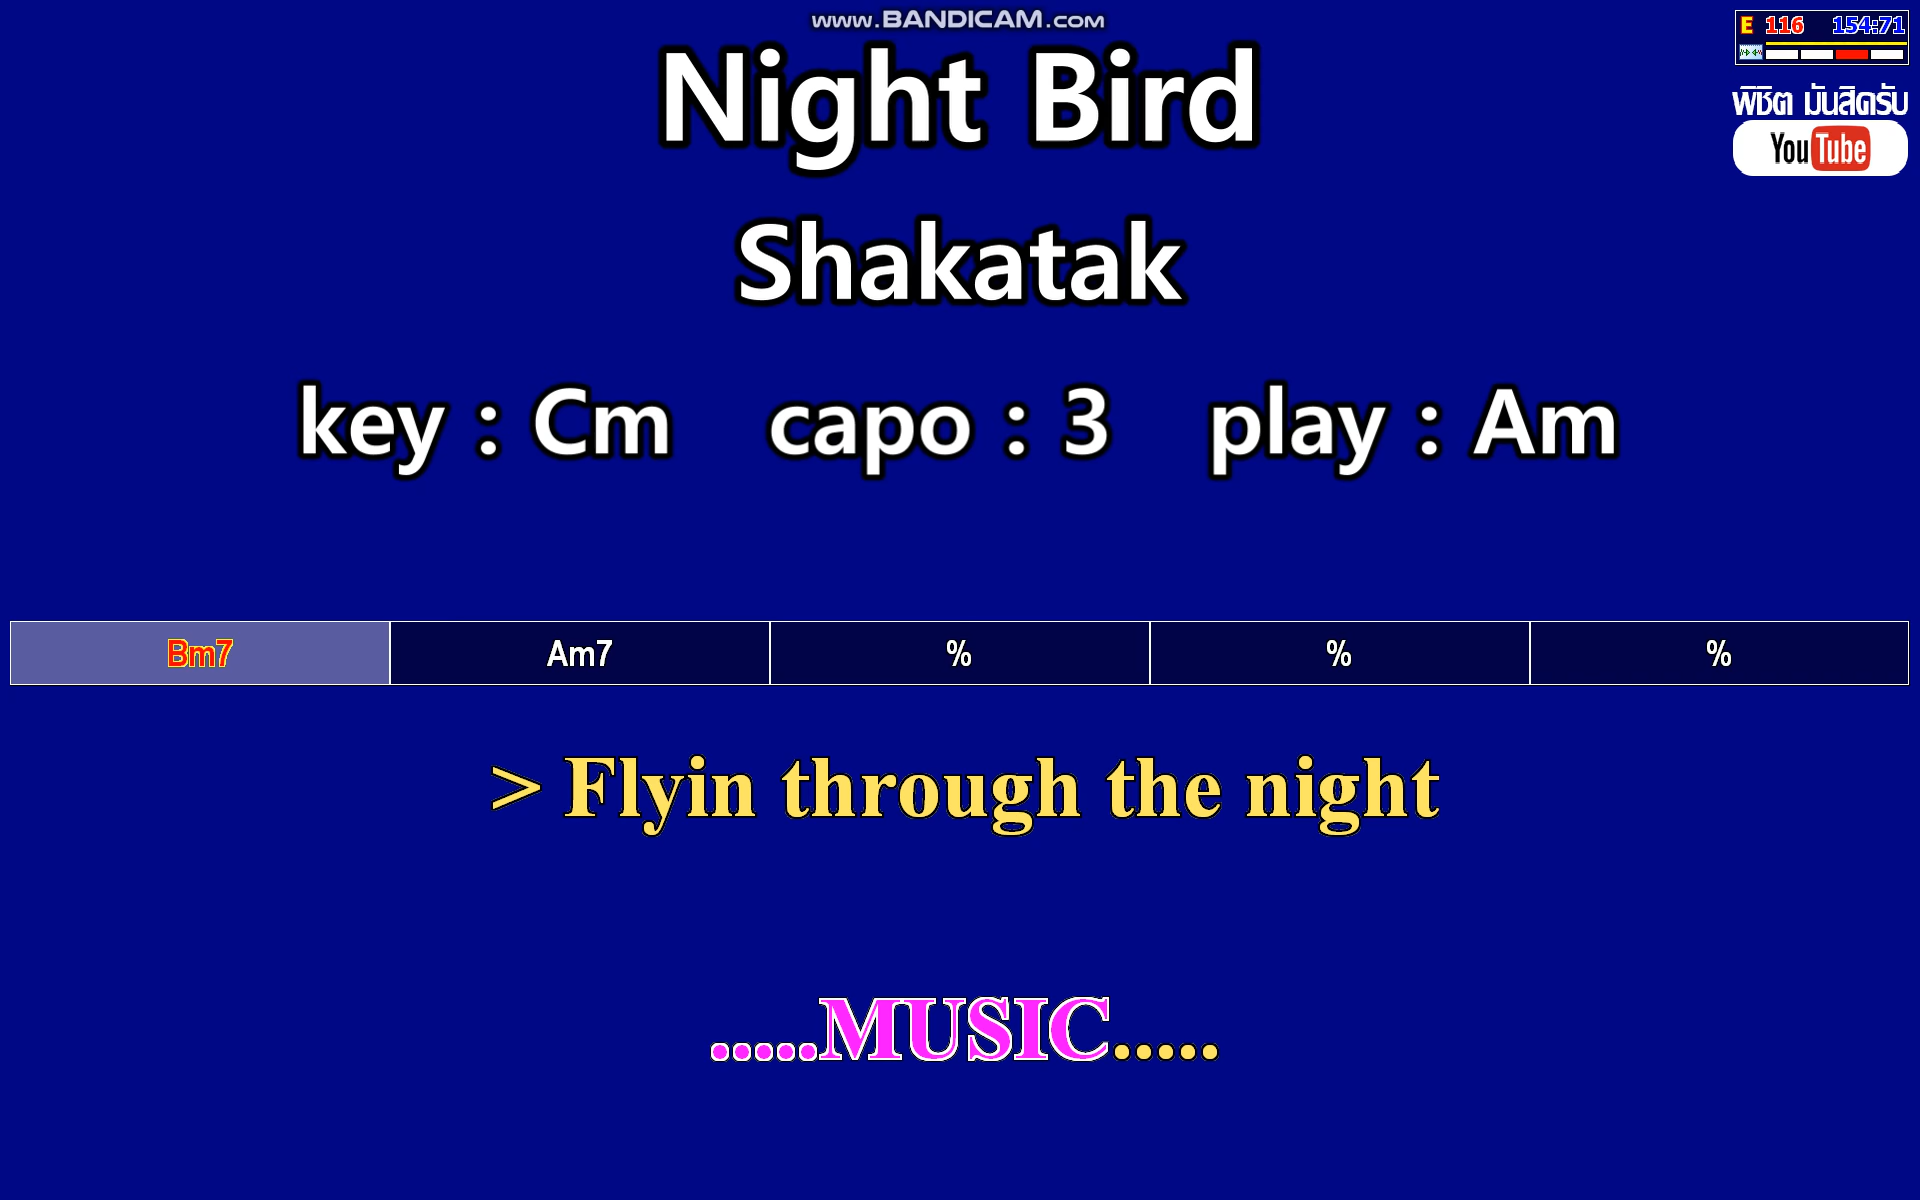 www.BANDICAM.com
E 116 154:71
Night Bird
พิชิต มันสิครับ
YouTube
Shakatak
key : Cm capo : 3 play : Am
Bm7 Am7 % % %
> Flyin through the night
.....MUSIC.....